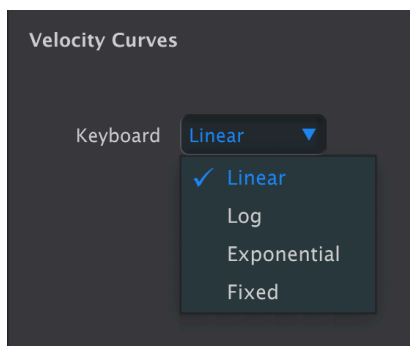 Velocity Curves
Keyboard Linear ▼
✓ Linear
Log
Exponential
Fixed